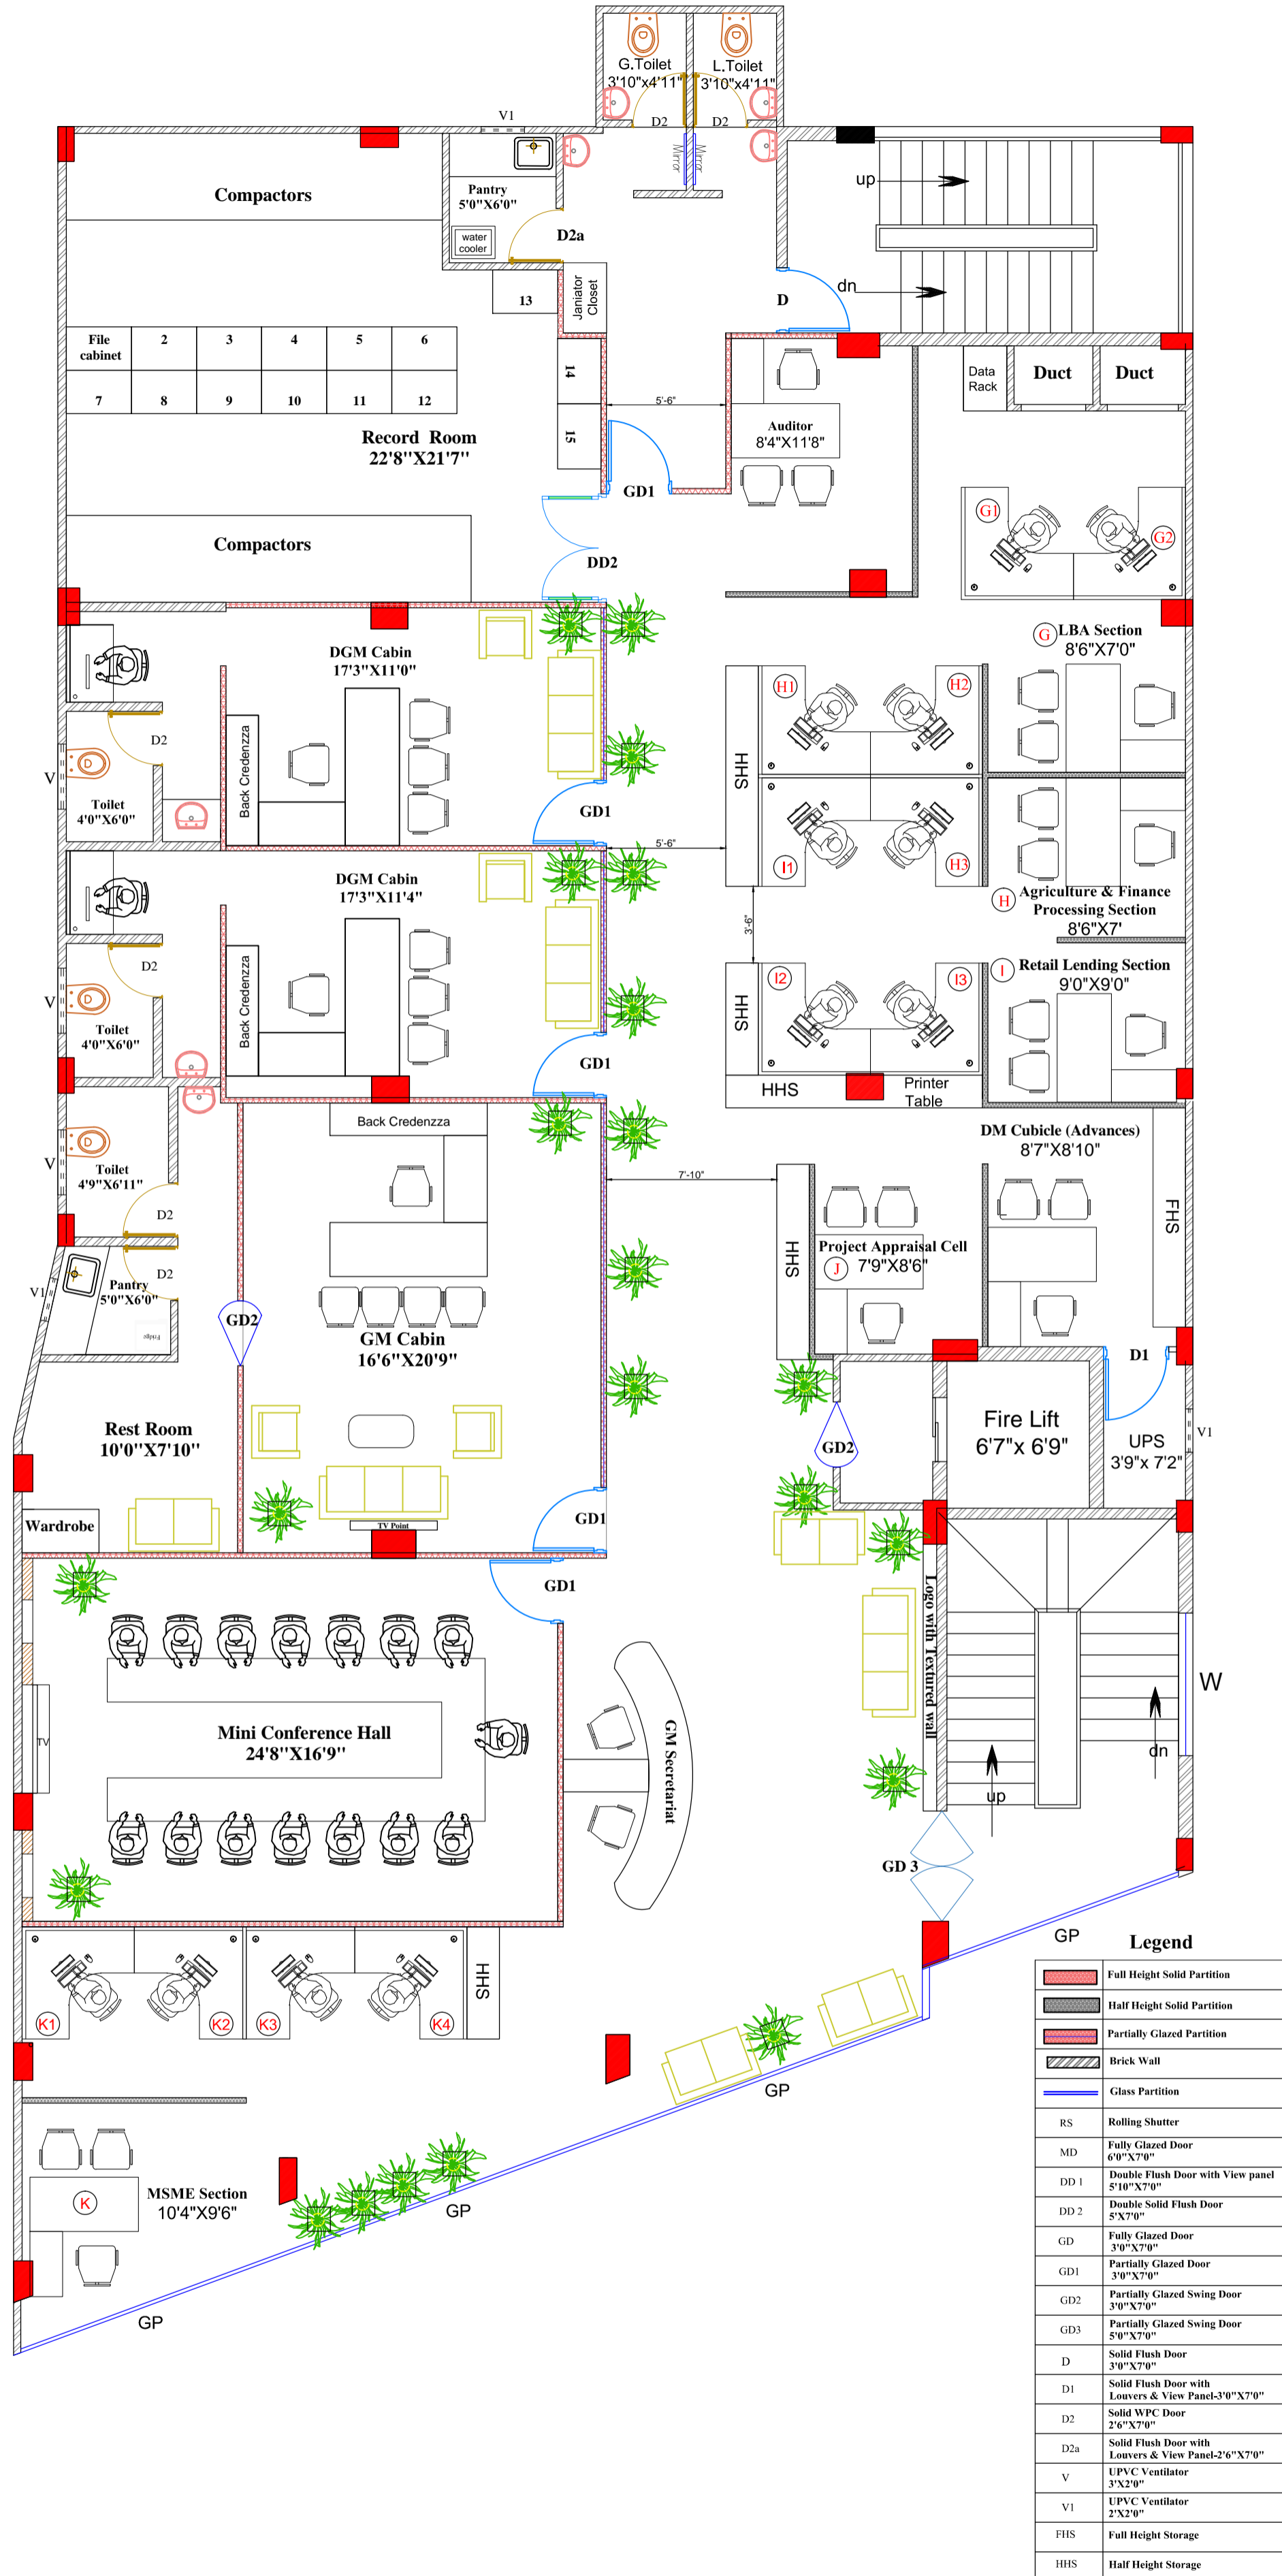 G.Toilet
3'10"x4'11"
L.Toilet
3'10"x4'11"
D2
D2
Mirror
Mirror
V1
Compactors
Pantry
5'0"X6'0"
water
cooler
D2a
Janiator
Closet
up
dn
D
13
File
cabinet
2
3
4
5
6
7
8
9
10
11
12
14
15
Record Room
22'8"X21'7"
5'-6"
Auditor
8'4"X11'8"
Data
Rack
Duct
Duct
GD1
Compactors
DD2
G1
G2
DGM Cabin
17'3"X11'0"
G
LBA Section
8'6"X7'0"
D2
V
Toilet
4'0"X6'0"
Back Credenzza
GD1
HHS
H1
H2
I1
H3
5'-6"
DGM Cabin
17'3"X11'4"
H
Agriculture & Finance
Processing Section
8'6"X7'
3'-6"
D2
V
Toilet
4'0"X6'0"
Back Credenzza
GD1
HHS
I2
I3
I
Retail Lending Section
9'0"X9'0"
HHS
Printer
Table
Back Credenzza
DM Cubicle (Advances)
8'7"X8'10"
V
Toilet
4'9"X6'11"
D2
7'-10"
HHS
FHS
Project Appraisal Cell
J
7'9"X8'6"
D2
V1
Pantry
5'0"X6'0"
Fridge
GD2
GM Cabin
16'6"X20'9"
D1
Rest Room
10'0"X7'10"
GD2
Fire Lift
6'7"x 6'9"
UPS
3'9"x 7'2"
V1
Wardrobe
TV Point
GD1
GD1
Logo with Textured wall
Mini Conference Hall
24'8"X16'9"
TV
GM Secretariat
W
dn
up
GD 3
K1
K2
K3
K4
HHS
GP
GP
MSME Section
10'4"X9'6"
K
GP
GP
Legend
Full Height Solid Partition
Half Height Solid Partition
Partially Glazed Partition
Brick Wall
Glass Partition
RS Rolling Shutter
MD Fully Glazed Door
6'0"X7'0"
DD 1 Double Flush Door with View panel
5'10"X7'0"
DD 2 Double Solid Flush Door
5'X7'0"
GD Fully Glazed Door
3'0"X7'0"
GD1 Partially Glazed Door
3'0"X7'0"
GD2 Partially Glazed Swing Door
3'0"X7'0"
GD3 Partially Glazed Swing Door
5'0"X7'0"
D Solid Flush Door
3'0"X7'0"
D1 Solid Flush Door with
Louvers & View Panel-3'0"X7'0"
D2 Solid WPC Door
2'6"X7'0"
D2a Solid Flush Door with
Louvers & View Panel-2'6"X7'0"
V UPVC Ventilator
3'X2'0"
V1 UPVC Ventilator
2'X2'0"
FHS Full Height Storage
HHS Half Height Storage